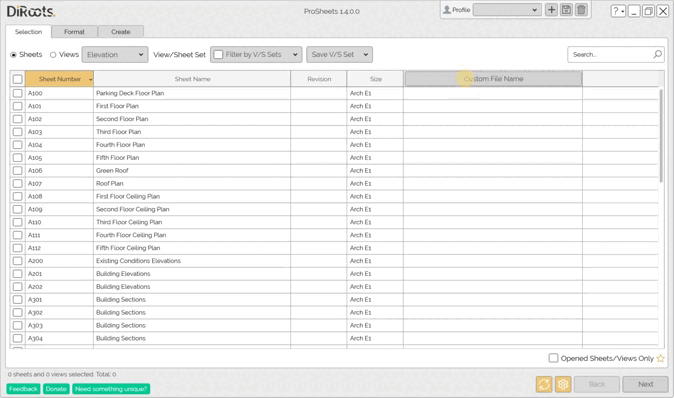 DiRoots.
ProSheets 1.4.0.0
Profile
?
Selection
Format
Create
Sheets
Views
Elevation
View/Sheet Set
Filter by V/S Sets
Save V/S Set
Search...
Sheet Number
Sheet Name
Revision
Size
Custom File Name
A100 Parking Deck Floor Plan Arch E1
A101 First Floor Plan Arch E1
A102 Second Floor Plan Arch E1
A103 Third Floor Plan Arch E1
A104 Fourth Floor Plan Arch E1
A105 Fifth Floor Plan Arch E1
A106 Green Roof Arch E1
A107 Roof Plan Arch E1
A108 First Floor Ceiling Plan Arch E1
A109 Second Floor Ceiling Plan Arch E1
A110 Third Floor Ceiling Plan Arch E1
A111 Fourth Floor Ceiling Plan Arch E1
A112 Fifth Floor Ceiling Plan Arch E1
A200 Existing Conditions Elevations Arch E1
A201 Building Elevations Arch E1
A202 Building Elevations Arch E1
A301 Building Sections Arch E1
A302 Building Sections Arch E1
A303 Building Sections Arch E1
A304 Building Sections Arch E1
Opened Sheets/Views Only
0 sheets and 0 views selected. Total: 0
Feedback
Donate
Need something unique?
Back
Next